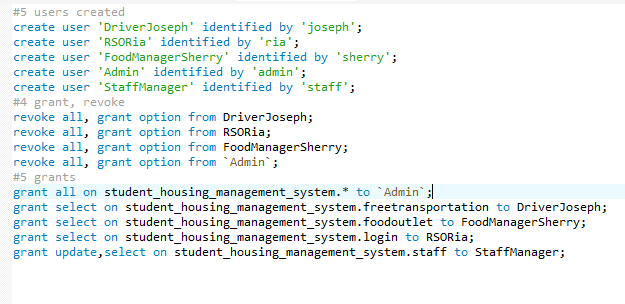 #5 users created
create user 'DriverJoseph' identified by 'joseph';
create user 'RSORia' identified by 'ria';
create user 'FoodManagerSherry' identified by 'sherry';
create user 'Admin' identified by 'admin';
create user 'StaffManager' identified by 'staff';
#4 grant, revoke
revoke all, grant option from DriverJoseph;
revoke all, grant option from RSORia;
revoke all, grant option from FoodManagerSherry;
revoke all, grant option from `Admin`;
#5 grants
grant all on student_housing_management_system.* to `Admin`;
grant select on student_housing_management_system.freetransportation to DriverJoseph;
grant select on student_housing_management_system.foodoutlet to FoodManagerSherry;
grant select on student_housing_management_system.login to RSORia;
grant update,select on student_housing_management_system.staff to StaffManager;